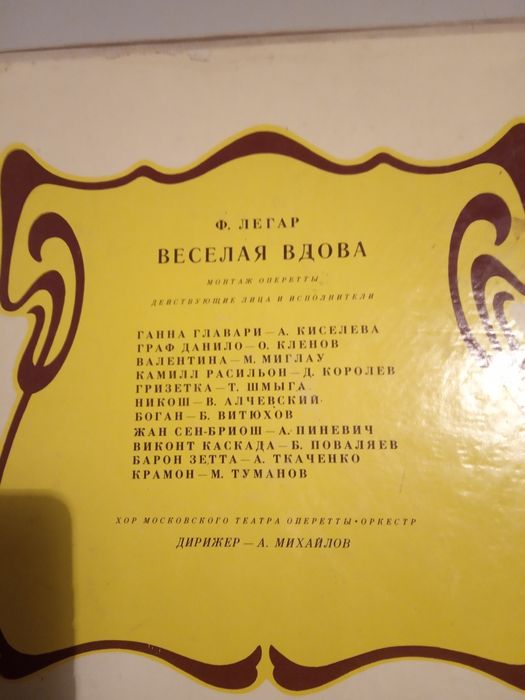 Ф. ЛЕГАР
ВЕСЕЛАЯ ВДОВА
МОНТАЖ ОПЕРЕТТЫ
ДЕЙСТВУЮЩИЕ ЛИЦА И ИСПОЛНИТЕЛИ
ГАННА ГЛАВАРИ—А. КИСЕЛЕВА
ГРАФ ДАНИЛО—О. КЛЕНОВ
ВАЛЕНТИНА—М. МИГЛАУ
КАМИЛЛ РАСИЛЬОН—Д. КОРОЛЕВ
ГРИЗЕТКА—Т. ШМЫГА
НИКОШ—В. АЛЧЕВСКИЙ
БОГАН—Б. ВИТЮХОВ
ЖАН СЕН-БРИОШ—А. ПИНЕВИЧ
ВИКОНТ КАСКАДА—Б. ПОВАЛЯЕВ
БАРОН ЗЕТТА—А. ТКАЧЕНКО
КРАМОН—М. ТУМАНОВ
ХОР МОСКОВСКОГО ТЕАТРА ОПЕРЕТТЫ•ОРКЕСТР
ДИРИЖЕР—А. МИХАЙЛОВ